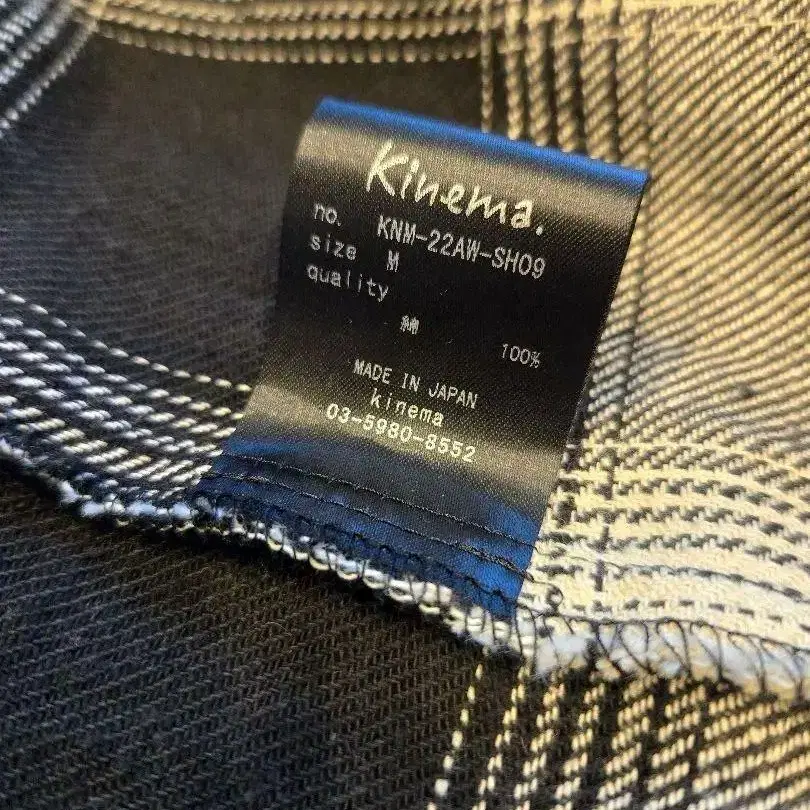 Kinema.
no. KNM-22AW-SH09
size M
quality
綿 100%
MADE IN JAPAN
kinema
03-5980-8552